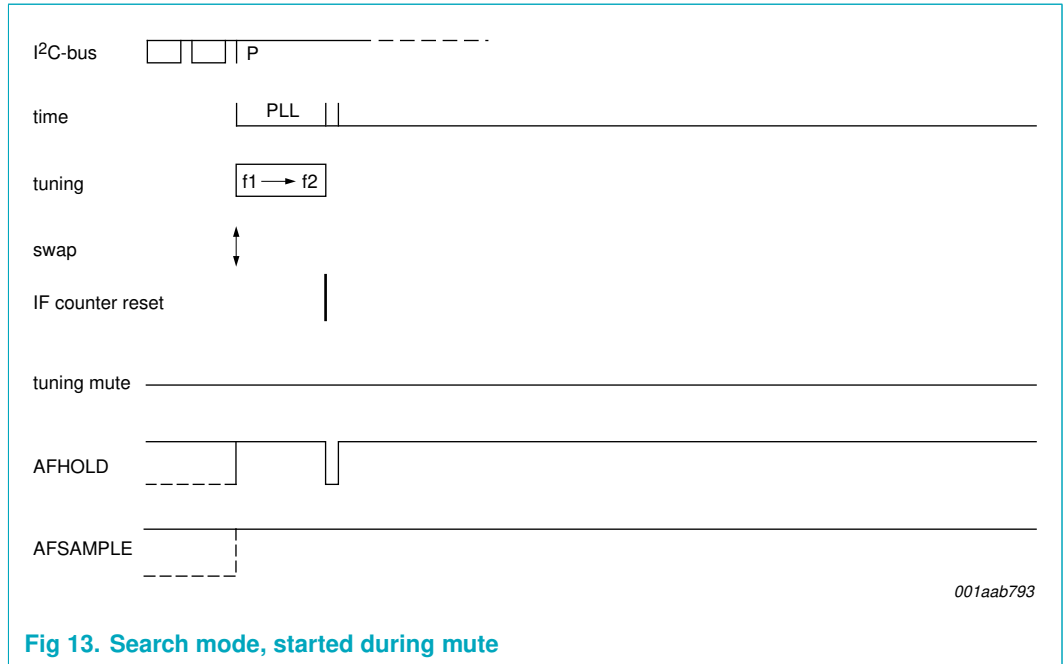 I²C-bus
P
time
PLL
tuning
f1 → f2
swap
IF counter reset
tuning mute
AFHOLD
AFSAMPLE
001aab793
Fig 13. Search mode, started during mute